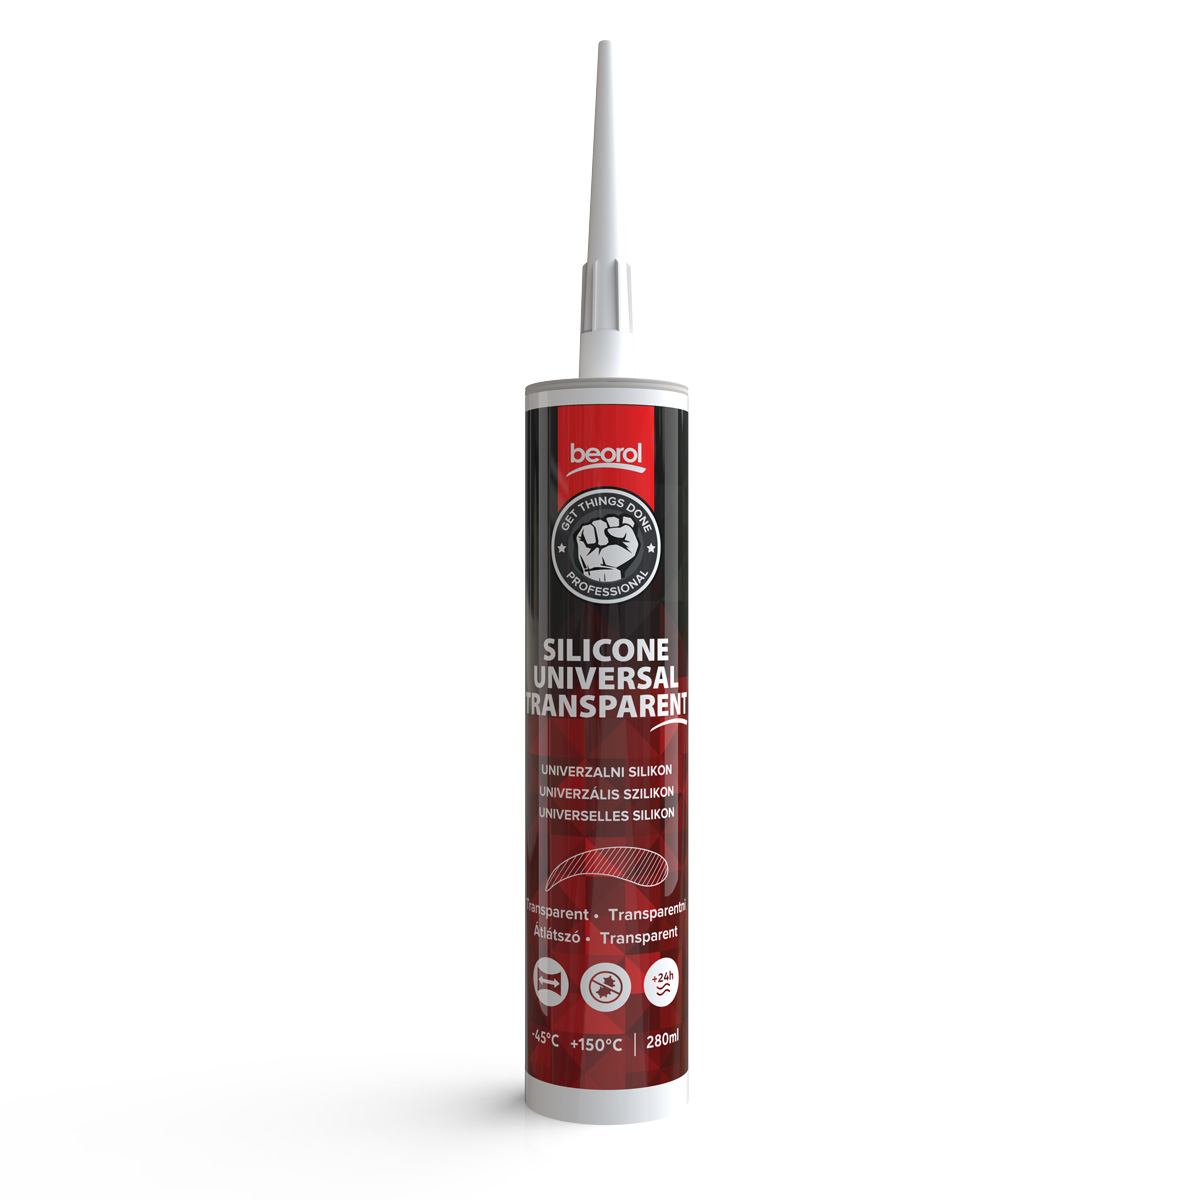 beorol
GET THINGS DONE
PROFESSIONAL
SILICONE
UNIVERSAL
TRANSPARENT
UNIVERZALNI SILIKON
UNIVERZÁLIS SZILIKON
UNIVERSELLES SILIKON
Transparent • Transparentni
Átlátszó • Transparent
+24h
-45°C +150°C | 280ml